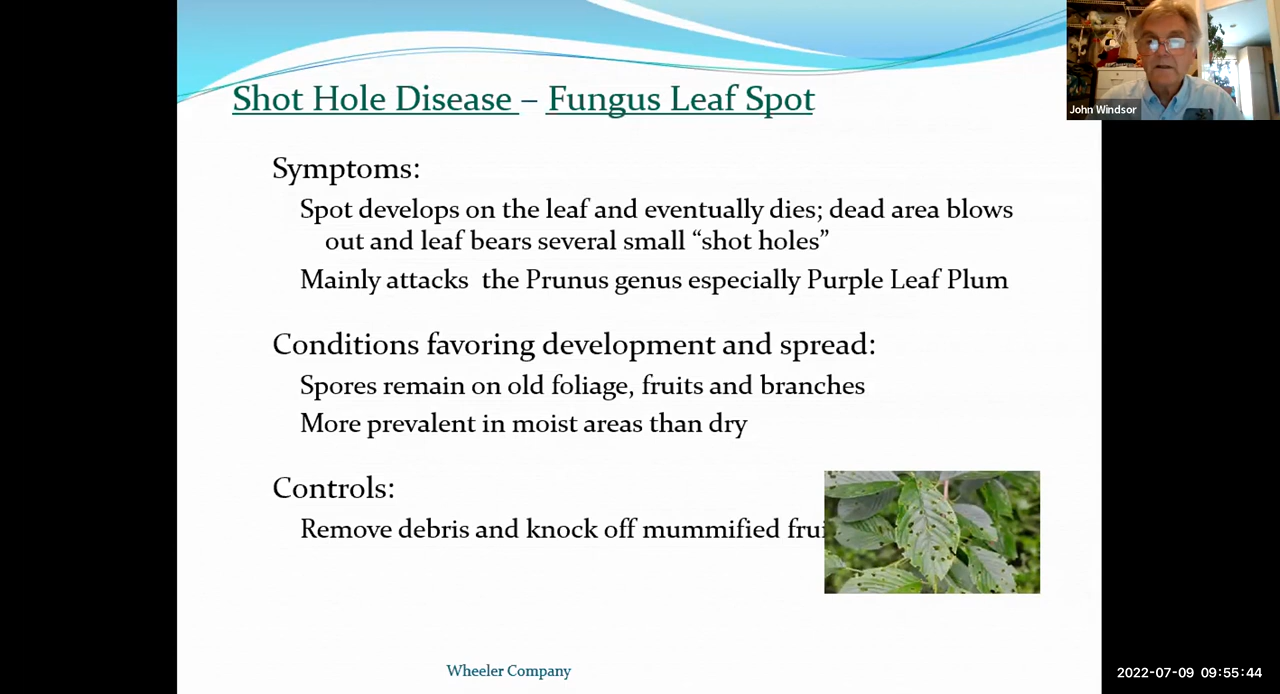 Shot Hole Disease – Fungus Leaf Spot
John Windsor
Symptoms:
Spot develops on the leaf and eventually dies; dead area blows
out and leaf bears several small “shot holes”
Mainly attacks the Prunus genus especially Purple Leaf Plum
Conditions favoring development and spread:
Spores remain on old foliage, fruits and branches
More prevalent in moist areas than dry
Controls:
Remove debris and knock off mummified frui
Wheeler Company
2022-07-09 09:55:44